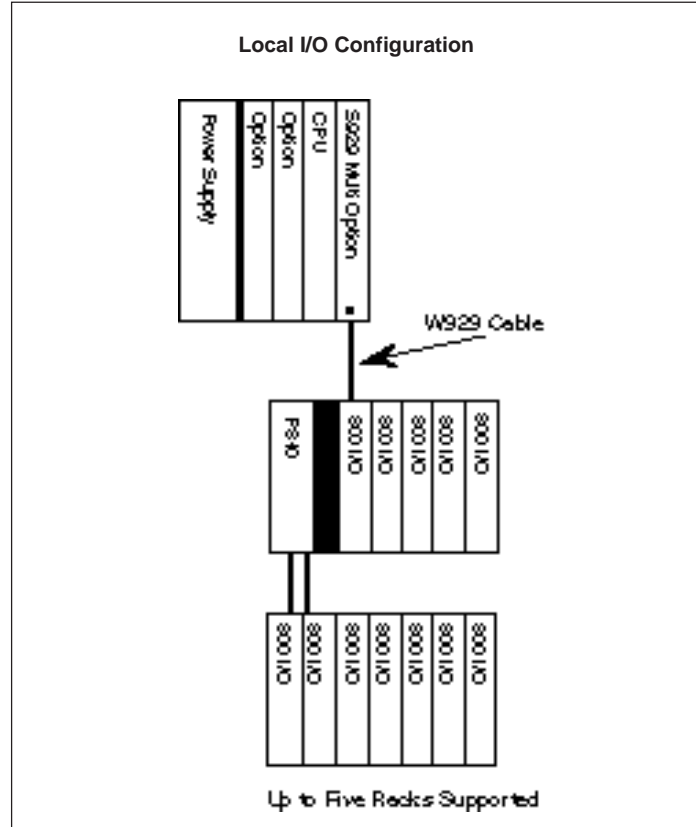 Local I/O Configuration
Power Supply
Option
Option
CPU
S929 Multi Option
W929 Cable
P810
800 I/O
800 I/O
800 I/O
800 I/O
800 I/O
800 I/O
800 I/O
800 I/O
800 I/O
800 I/O
800 I/O
800 I/O
Up to Five Racks Supported